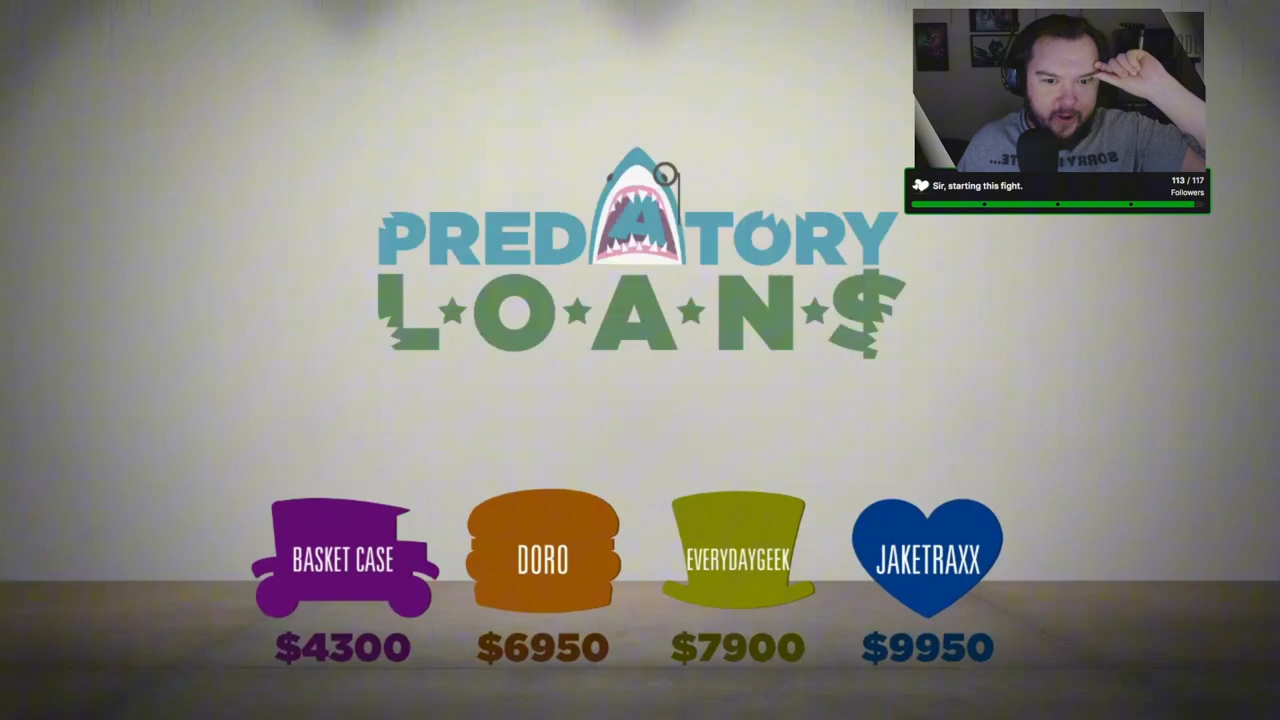 Sir, starting this fight.
113 / 117
Followers
PREDATORY
L★O★A★N$
BASKET CASE
DORO
EVERYDAYGEEK
JAKETRAXX
$4300
$6950
$7900
$9950